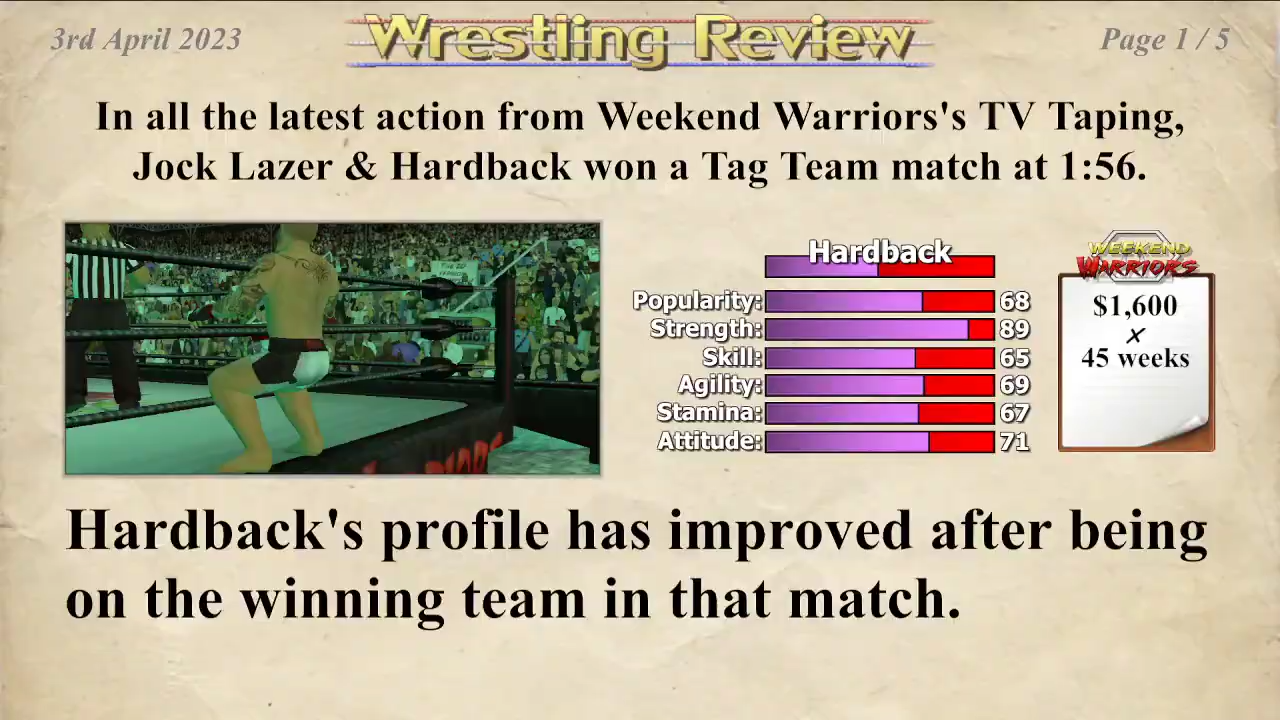 3rd April 2023
Wrestling Review
Page 1 / 5
In all the latest action from Weekend Warriors's TV Taping,
Jock Lazer & Hardback won a Tag Team match at 1:56.
Hardback
Popularity: 68
Strength: 89
Skill: 65
Agility: 69
Stamina: 67
Attitude: 71
WEEKEND
WARRIORS
$1,600
×
45 weeks
Hardback's profile has improved after being
on the winning team in that match.